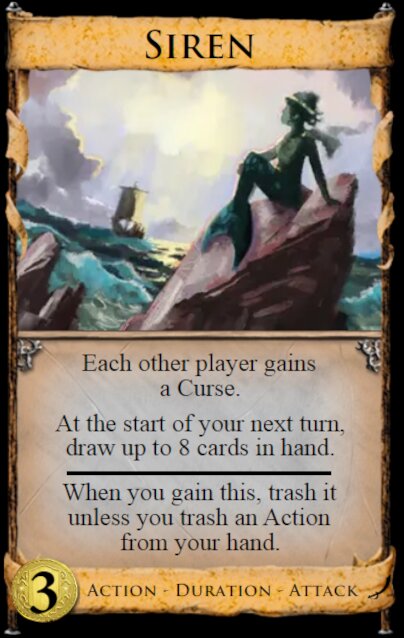 SIREN
Each other player gains
a Curse.
At the start of your next turn,
draw up to 8 cards in hand.
When you gain this, trash it
unless you trash an Action
from your hand.
3 ACTION - DURATION - ATTACK